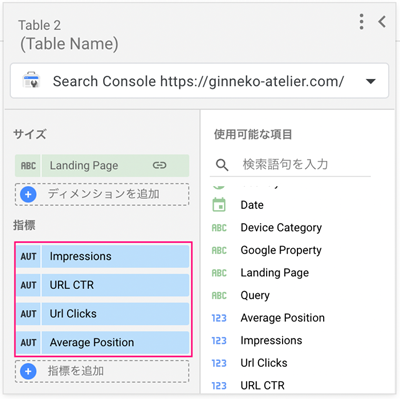 Table 2
(Table Name)
Search Console https://ginneko-atelier.com/
サイズ
ABC Landing Page
ディメンションを追加
指標
AUT Impressions
AUT URL CTR
AUT Url Clicks
AUT Average Position
指標を追加
使用可能な項目
検索語句を入力
Date
ABC Device Category
ABC Google Property
ABC Landing Page
ABC Query
123 Average Position
123 Impressions
123 Url Clicks
123 URL CTR